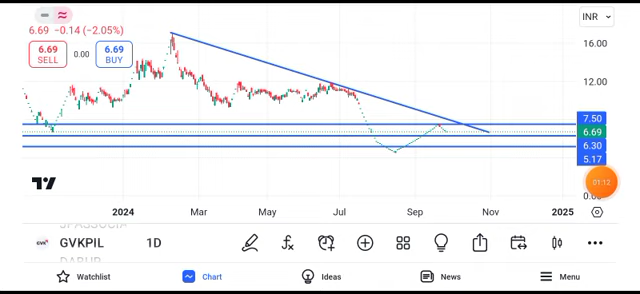 6.69 −0.14 (−2.05%)
6.69
SELL
0.00
6.69
BUY
INR
16.00
12.00
7.50
6.69
6.30
5.17
01:12
2024
Mar
May
Jul
Sep
Nov
2025
GVKPIL
1D
Watchlist
Chart
Ideas
News
Menu